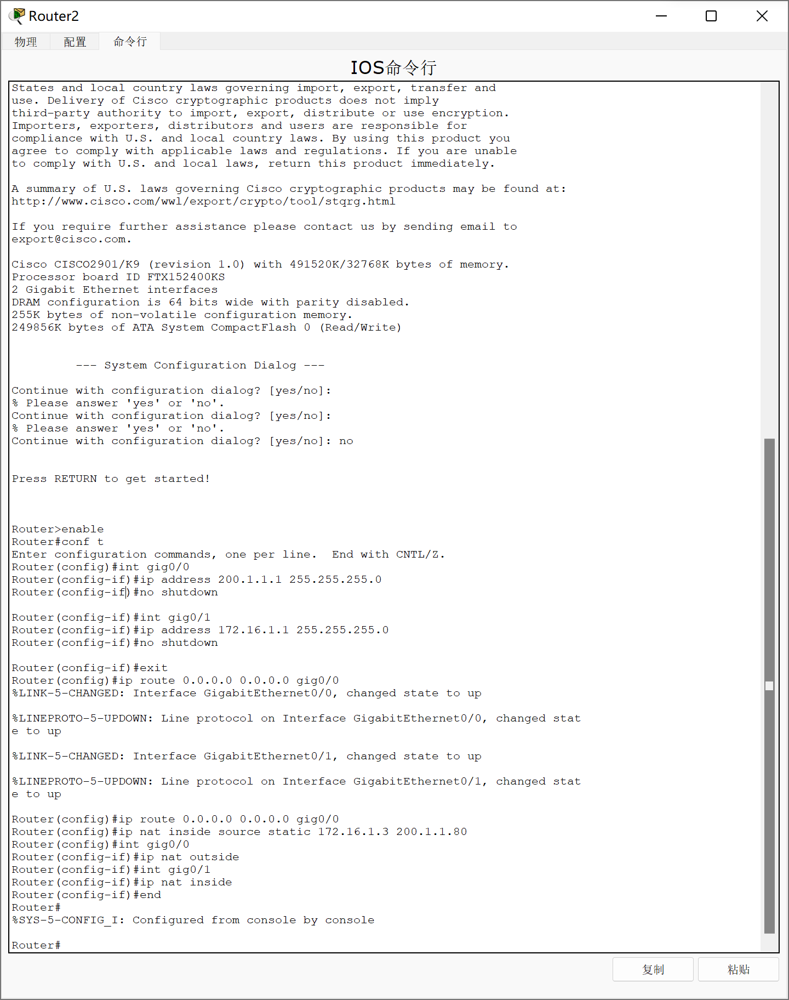 Router2
物理 配置 命令行
IOS命令行
States and local country laws governing import, export, transfer and
use. Delivery of Cisco cryptographic products does not imply
third-party authority to import, export, distribute or use encryption.
Importers, exporters, distributors and users are responsible for
compliance with U.S. and local country laws. By using this product you
agree to comply with applicable laws and regulations. If you are unable
to comply with U.S. and local laws, return this product immediately.
A summary of U.S. laws governing Cisco cryptographic products may be found at:
http://www.cisco.com/wwl/export/crypto/tool/stqrg.html
If you require further assistance please contact us by sending email to
export@cisco.com.
Cisco CISCO2901/K9 (revision 1.0) with 491520K/32768K bytes of memory.
Processor board ID FTX152400KS
2 Gigabit Ethernet interfaces
DRAM configuration is 64 bits wide with parity disabled.
255K bytes of non-volatile configuration memory.
249856K bytes of ATA System CompactFlash 0 (Read/Write)
--- System Configuration Dialog ---
Continue with configuration dialog? [yes/no]:
% Please answer 'yes' or 'no'.
Continue with configuration dialog? [yes/no]:
% Please answer 'yes' or 'no'.
Continue with configuration dialog? [yes/no]: no
Press RETURN to get started!
Router>enable
Router#conf t
Enter configuration commands, one per line.  End with CNTL/Z.
Router(config)#int gig0/0
Router(config-if)#ip address 200.1.1.1 255.255.255.0
Router(config-if)#no shutdown
Router(config-if)#int gig0/1
Router(config-if)#ip address 172.16.1.1 255.255.255.0
Router(config-if)#no shutdown
Router(config-if)#exit
Router(config)#ip route 0.0.0.0 0.0.0.0 gig0/0
%LINK-5-CHANGED: Interface GigabitEthernet0/0, changed state to up
%LINEPROTO-5-UPDOWN: Line protocol on Interface GigabitEthernet0/0, changed stat
e to up
%LINK-5-CHANGED: Interface GigabitEthernet0/1, changed state to up
%LINEPROTO-5-UPDOWN: Line protocol on Interface GigabitEthernet0/1, changed stat
e to up
Router(config)#ip route 0.0.0.0 0.0.0.0 gig0/0
Router(config)#ip nat inside source static 172.16.1.3 200.1.1.80
Router(config)#int gig0/0
Router(config-if)#ip nat outside
Router(config-if)#int gig0/1
Router(config-if)#ip nat inside
Router(config-if)#end
Router#
%SYS-5-CONFIG_I: Configured from console by console
Router#
复制 粘贴